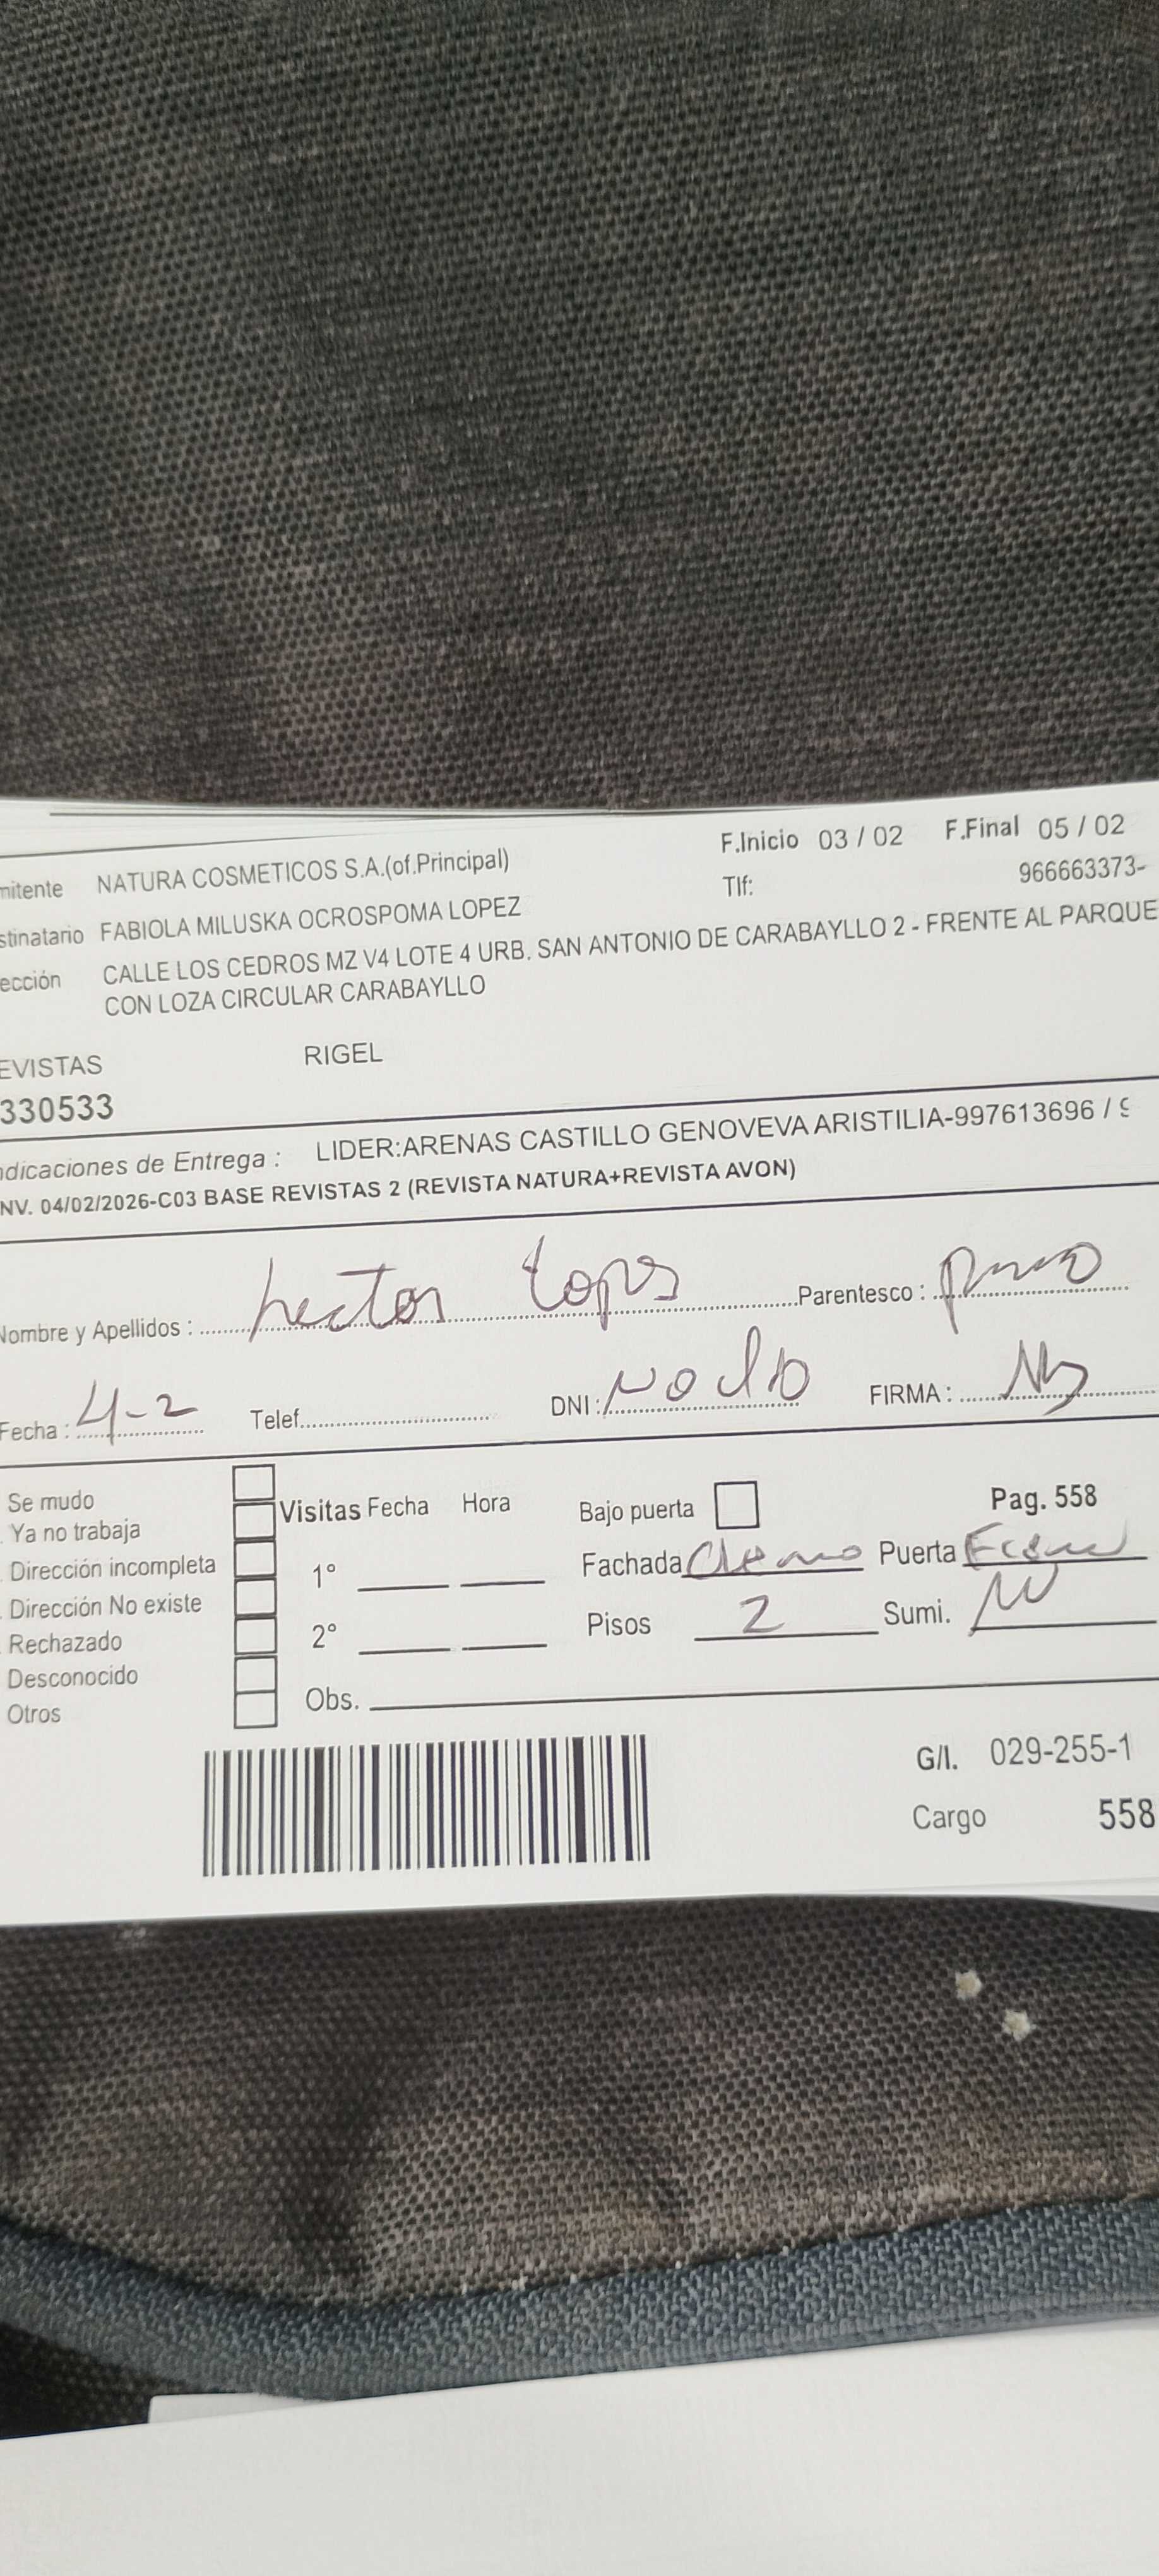 mitente NATURA COSMETICOS S.A.(of.Principal) F.Inicio 03 / 02 F.Final 05 / 02
Tlf: 966663373-
stinatario FABIOLA MILUSKA OCROSPOMA LOPEZ
ección CALLE LOS CEDROS MZ V4 LOTE 4 URB. SAN ANTONIO DE CARABAYLLO 2 - FRENTE AL PARQUE
CON LOZA CIRCULAR CARABAYLLO
EVISTAS RIGEL
330533
ndicaciones de Entrega : LIDER:ARENAS CASTILLO GENOVEVA ARISTILIA-997613696 / 9
NV. 04/02/2026-C03 BASE REVISTAS 2 (REVISTA NATURA+REVISTA AVON)
Nombre y Apellidos : hector Parentesco :
Fecha : 4-2 Telef. DNI : No dio FIRMA :
Se mudo Visitas Fecha Hora Bajo puerta Pag. 558
Ya no trabaja
Dirección incompleta 1° Fachada Puerta
Dirección No existe
Rechazado 2° Pisos 2 Sumi.
Desconocido
Otros Obs.
G/I. 029-255-1
Cargo 558